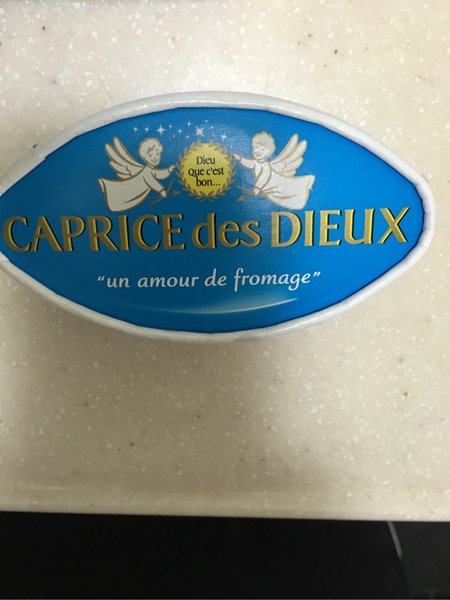 Dieu
Que c'est
bon...
CAPRICE des DIEUX
"un amour de fromage"